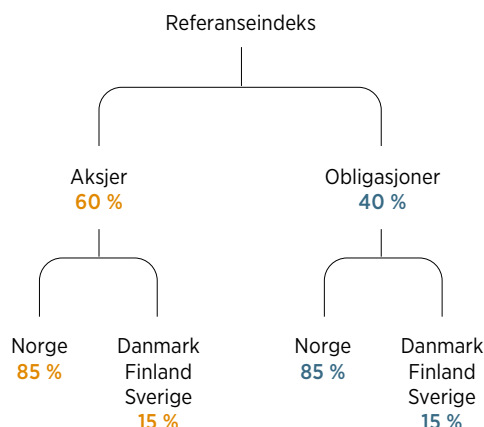 Referanseindeks
Aksjer
60 %
Obligasjoner
40 %
Norge
85 %
Danmark
Finland
Sverige
15 %
Norge
85 %
Danmark
Finland
Sverige
15 %